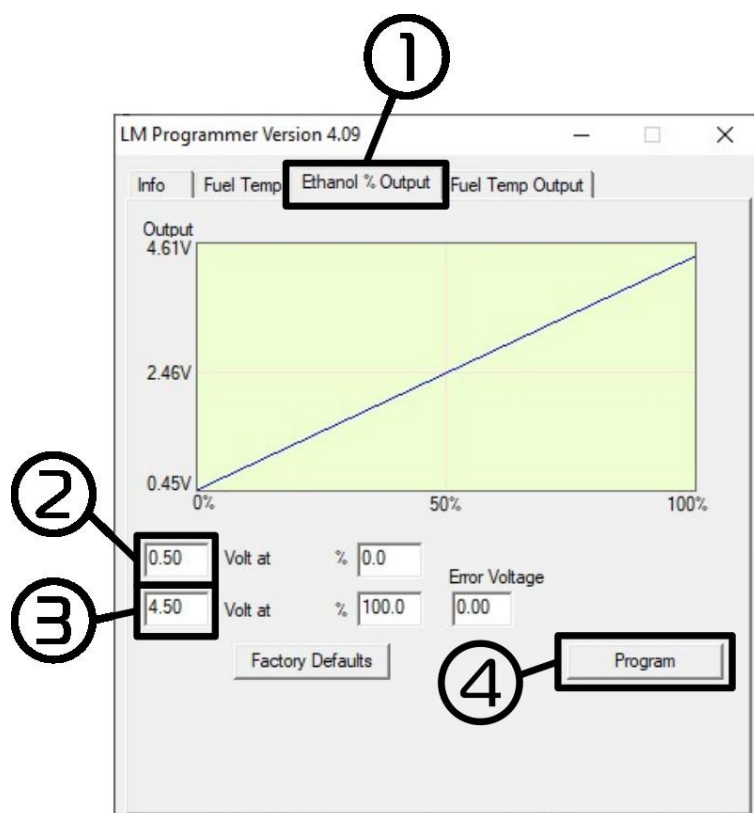 1
LM Programmer Version 4.09
Info Fuel Temp Ethanol % Output Fuel Temp Output
Output
4.61V
2.46V
0.45V
0% 50% 100%
2
0.50 Volt at % 0.0
Error Voltage
3
4.50 Volt at % 100.0 0.00
Factory Defaults
4
Program